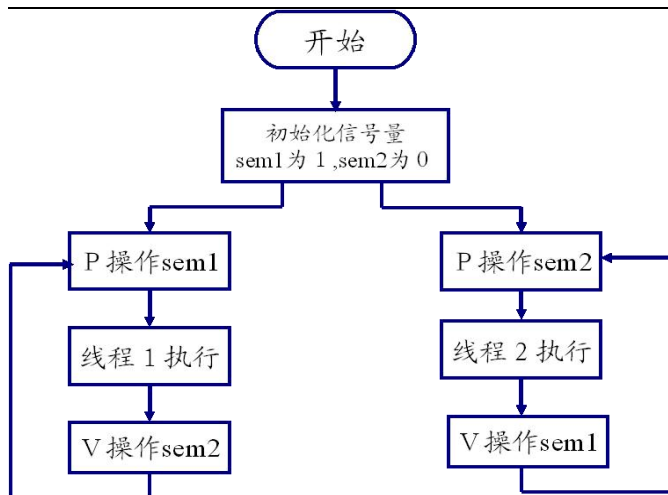 开始
初始化信号量
sem1为 1 ,sem2为 0
P 操作sem1
P 操作sem2
线程 1 执行
线程 2 执行
V 操作sem2
V 操作sem1